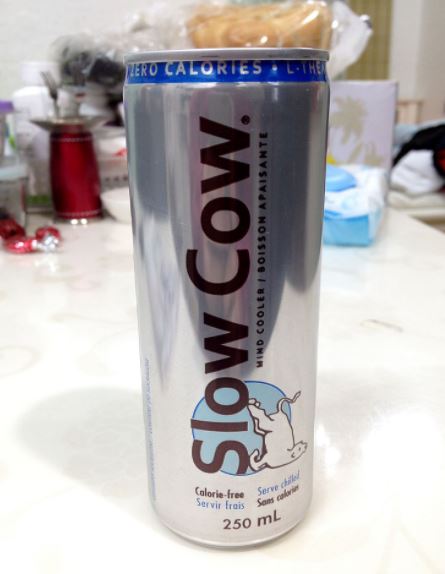 ZERO CALORIES • L-THE
Slow Cow®
MIND COOLER / BOISSON APAISANTE
Calorie-free Serve chilled
Servir frais Sans calories
250 mL